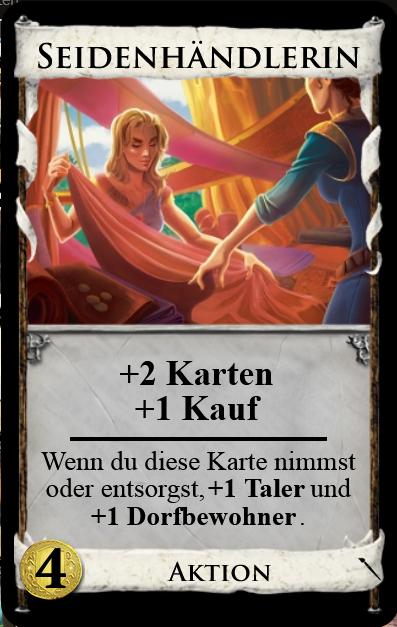 SEIDENHÄNDLERIN
+2 Karten
+1 Kauf
Wenn du diese Karte nimmst
oder entsorgst, +1 Taler und
+1 Dorfbewohner.
4
AKTION